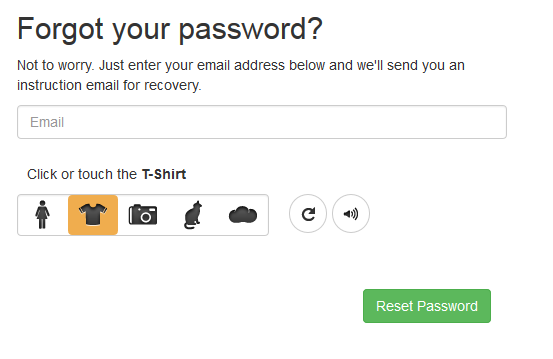 Forgot your password?
Not to worry. Just enter your email address below and we'll send you an
instruction email for recovery.
Email
Click or touch the T-Shirt
Reset Password